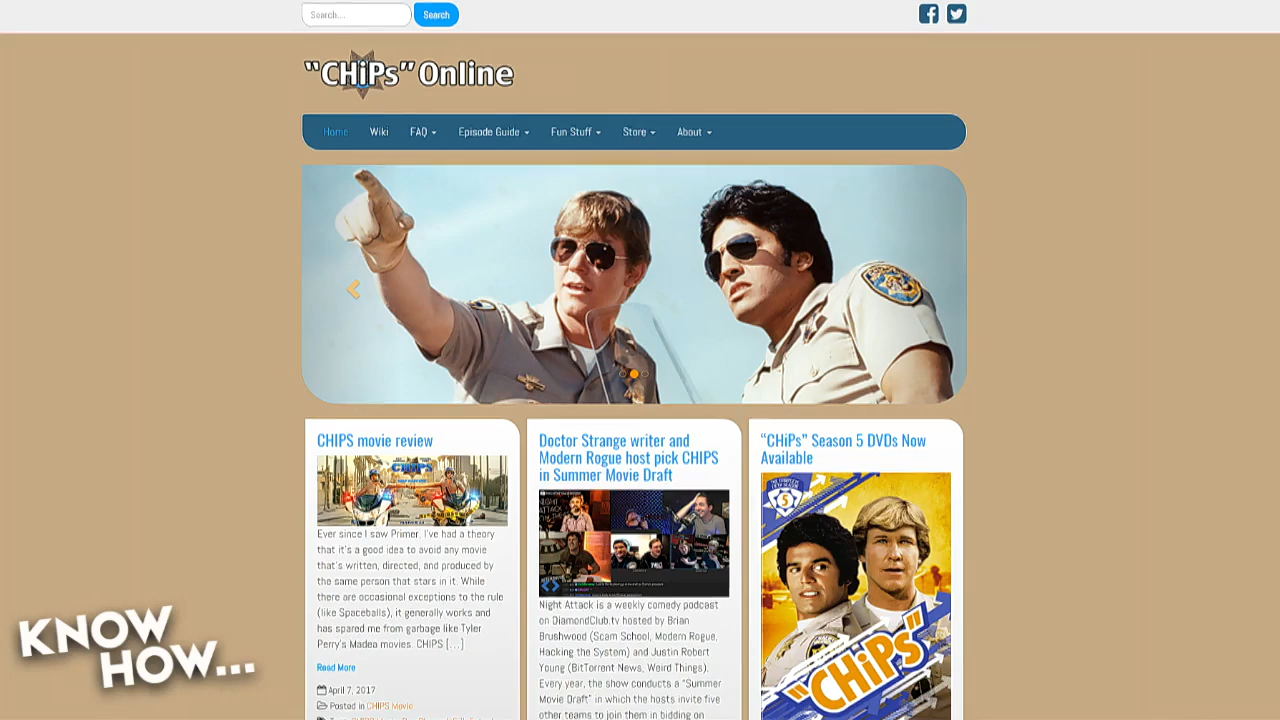 Search....
Search
"CHiPs" Online
Home
Wiki
FAQ
Episode Guide
Fun Stuff
Store
About
CHIPS movie review
CHIPS
Ever since I saw Primer, I've had a theory
that it's a good idea to avoid any movie
that's written, directed, and produced by
the same person that stars in it. While
there are occasional exceptions to the rule
(like Spaceballs), it generally works and
has spared me from garbage like Tyler
Perry's Madea movies. CHIPS […]
Read More
April 7, 2017
Posted in CHIPS Movie
Doctor Strange writer and
Modern Rogue host pick CHIPS
in Summer Movie Draft
Night Attack is a weekly comedy podcast
on DiamondClub.tv hosted by Brian
Brushwood (Scam School, Modern Rogue,
Hacking the System) and Justin Robert
Young (BitTorrent News, Weird Things).
Every year, the show conducts a "Summer
Movie Draft" in which the hosts invite five
other teams to join them in bidding on
"CHiPs" Season 5 DVDs Now
Available
THE COMPLETE
FIFTH SEASON
5
"CHiPs"
KNOW
HOW...